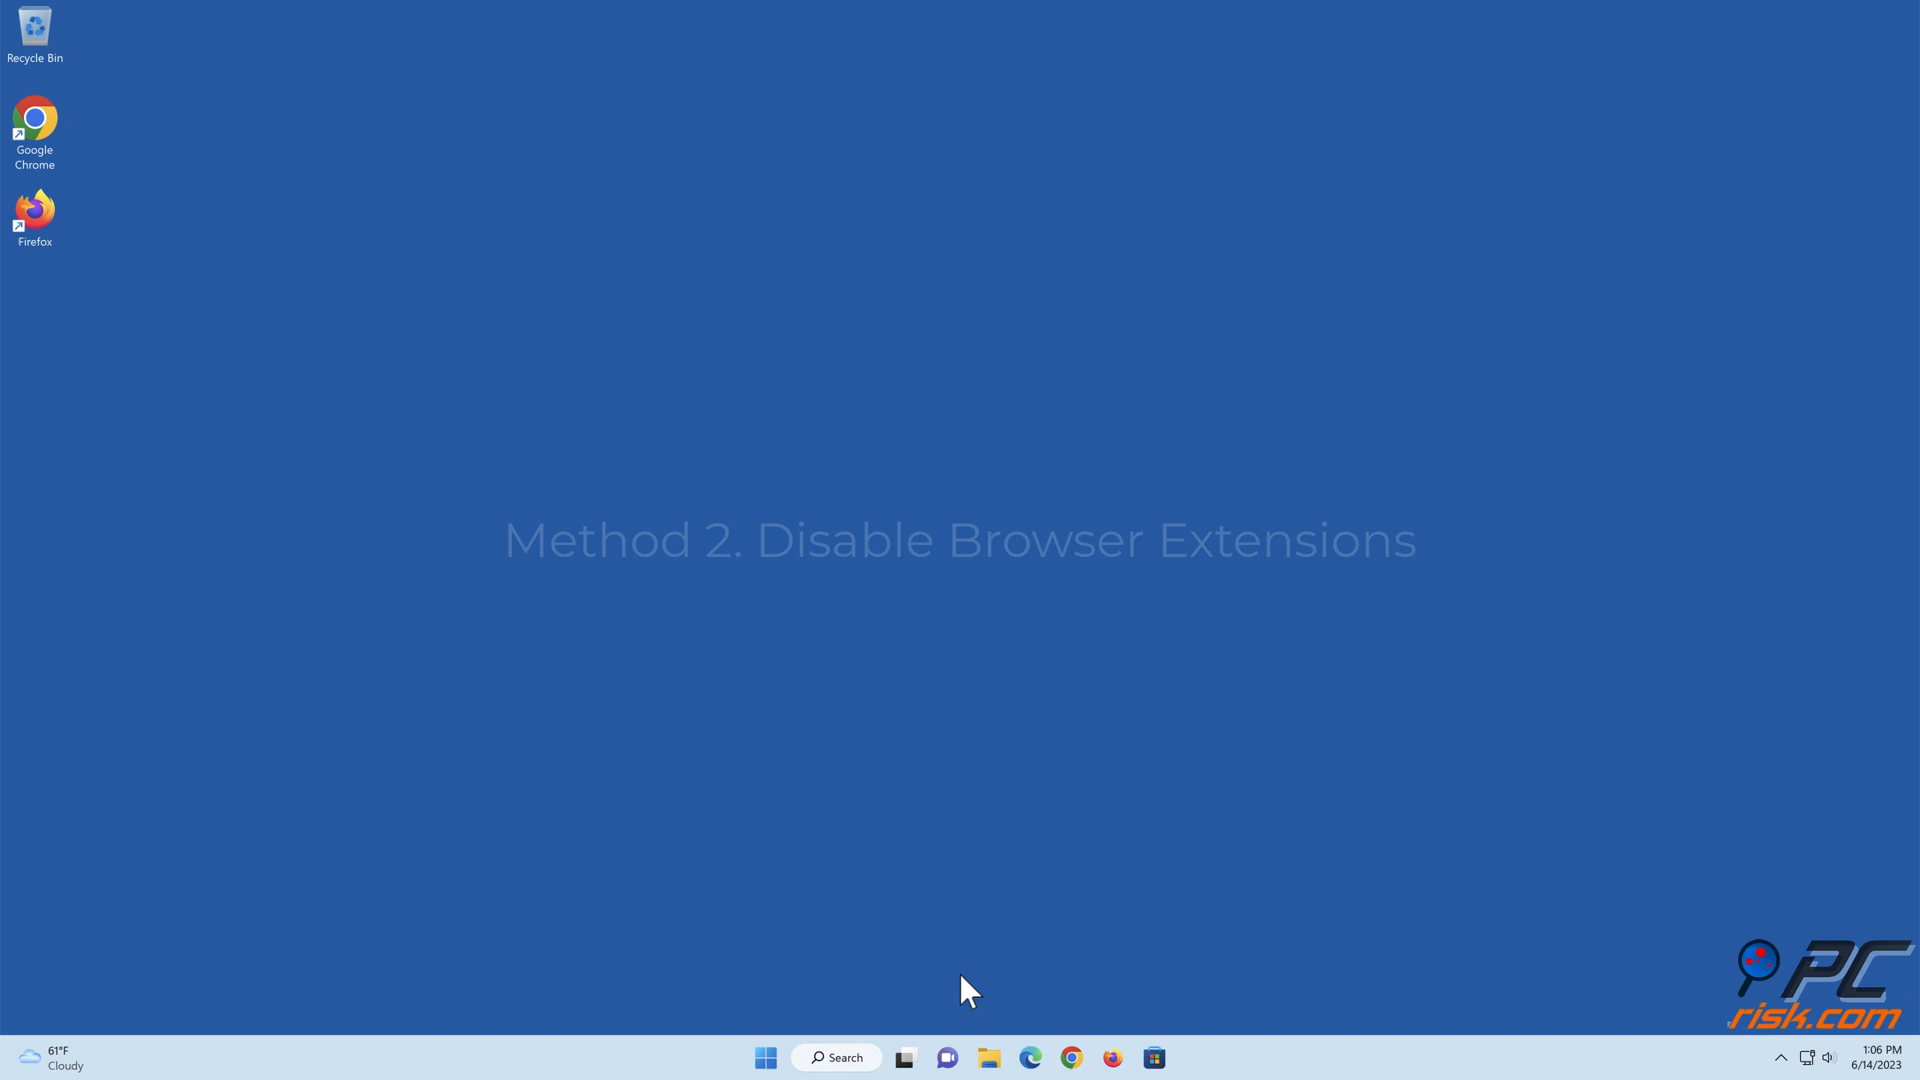 Recycle Bin
Google
Chrome
Firefox
Method 2. Disable Browser Extensions
PC
risk.com
61°F
Cloudy
Search
1:06 PM
6/14/2023